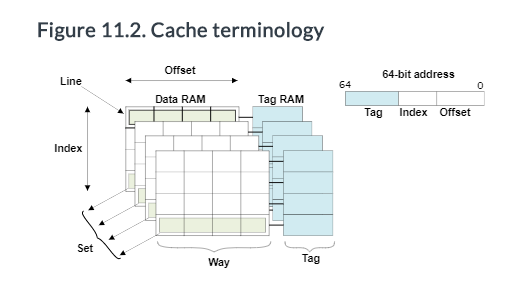 Figure 11.2. Cache terminology
Offset
Line
Data RAM
Tag RAM
Index
Set
Way
Tag
64-bit address
64
0
Tag
Index
Offset